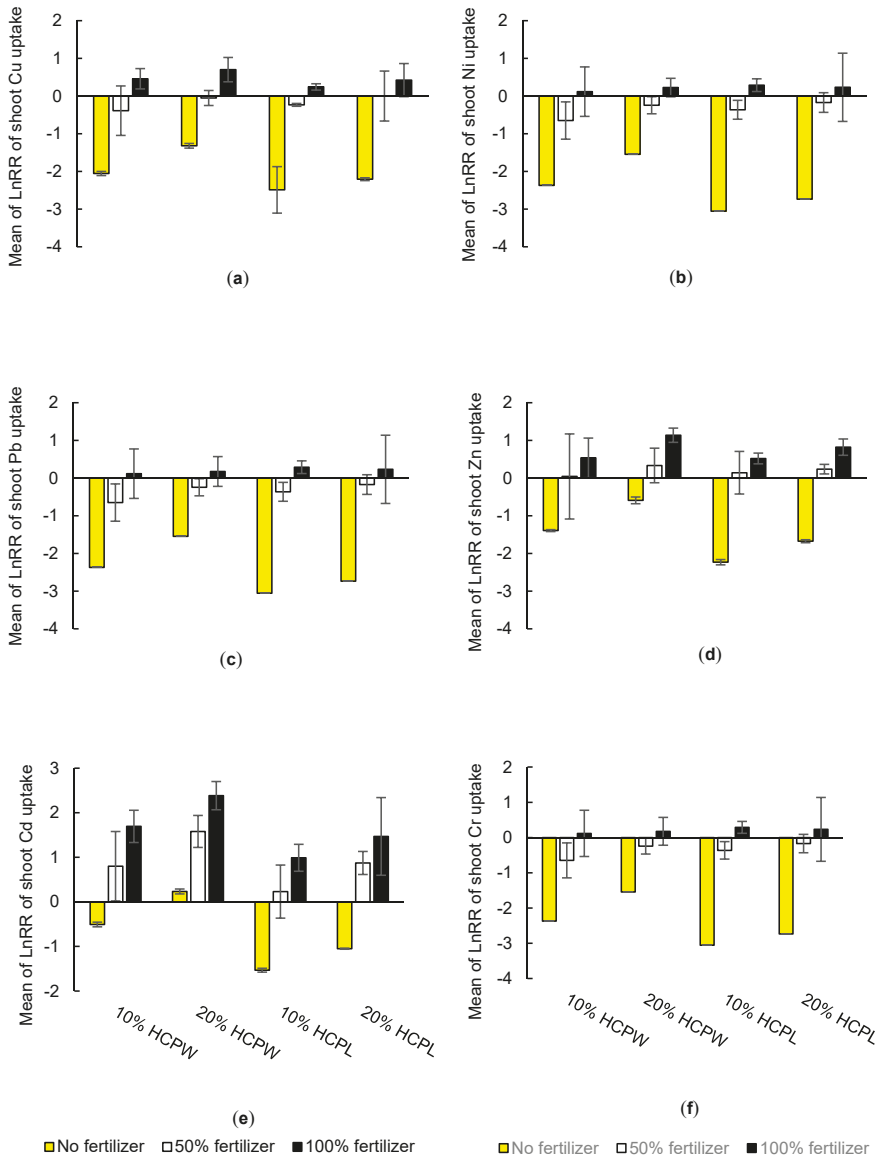 Mean of LnRR of shoot Cu uptake
2
1
0
-1
-2
-3
-4
(a)
Mean of LnRR of shoot Ni uptake
2
1
0
-1
-2
-3
-4
(b)
Mean of LnRR of shoot Pb uptake
2
1
0
-1
-2
-3
-4
(c)
Mean of LnRR of shoot Zn uptake
2
1
0
-1
-2
-3
-4
(d)
Mean of LnRR of shoot Cd uptake
3
2
1
0
-1
-2
10% HCPW
20% HCPW
10% HCPL
20% HCPL
(e)
No fertilizer 50% fertilizer 100% fertilizer
Mean of LnRR of shoot Cr uptake
2
1
0
-1
-2
-3
-4
10% HCPW
20% HCPW
10% HCPL
20% HCPL
(f)
No fertilizer 50% fertilizer 100% fertilizer